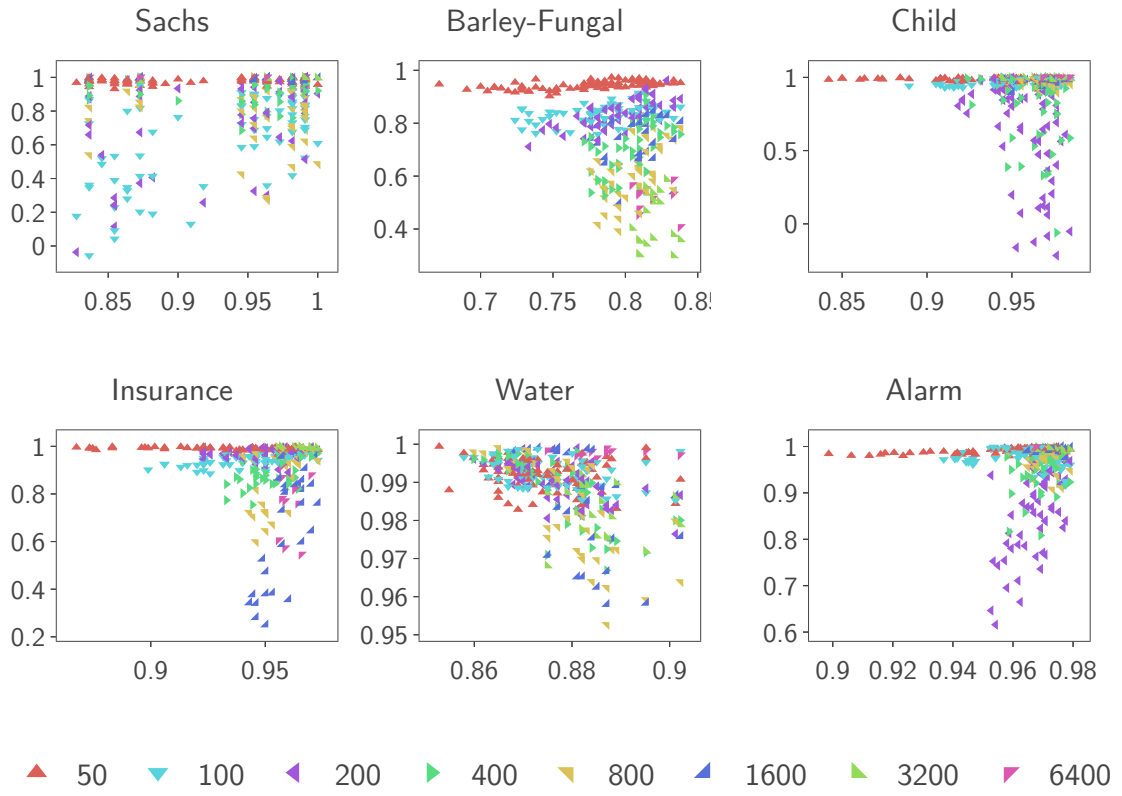 Sachs Barley-Fungal Child
1 1 1
0.8 0.8 0.5
0.6 0.6 0
0.4 0.4
0.2
0
0.85 0.9 0.95 1 0.7 0.75 0.8 0.85 0.85 0.9 0.95
Insurance Water Alarm
1 1 1
0.8 0.99 0.9
0.6 0.98 0.8
0.4 0.97 0.7
0.2 0.96 0.6
0.95
0.9 0.95 0.86 0.88 0.9 0.9 0.92 0.94 0.96 0.98
50 100 200 400 800 1600 3200 6400